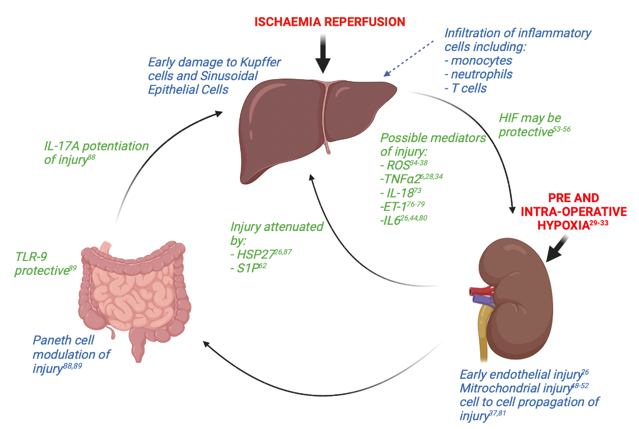 ISCHAEMIA REPERFUSION
Infiltration of inflammatory
cells including:
- monocytes
- neutrophils
- T cells
Early damage to Kupffer
cells and Sinusoidal
Epithelial Cells
HIF may be
protective53-56
IL-17A potentiation
of injury88
Possible mediators
of injury:
- ROS34-38
-TNFα26,28,34
- IL-1873
-ET-176-79
-IL626,44,80
PRE AND
INTRA-OPERATIVE
HYPOXIA29-33
Injury attenuated
by:
- HSP2726,87
- S1P62
TLR-9
protective89
Paneth cell
modulation of
injury88,89
Early endothelial injury26
Mitrochondrial injury48-52
cell to cell propagation of
injury37,81